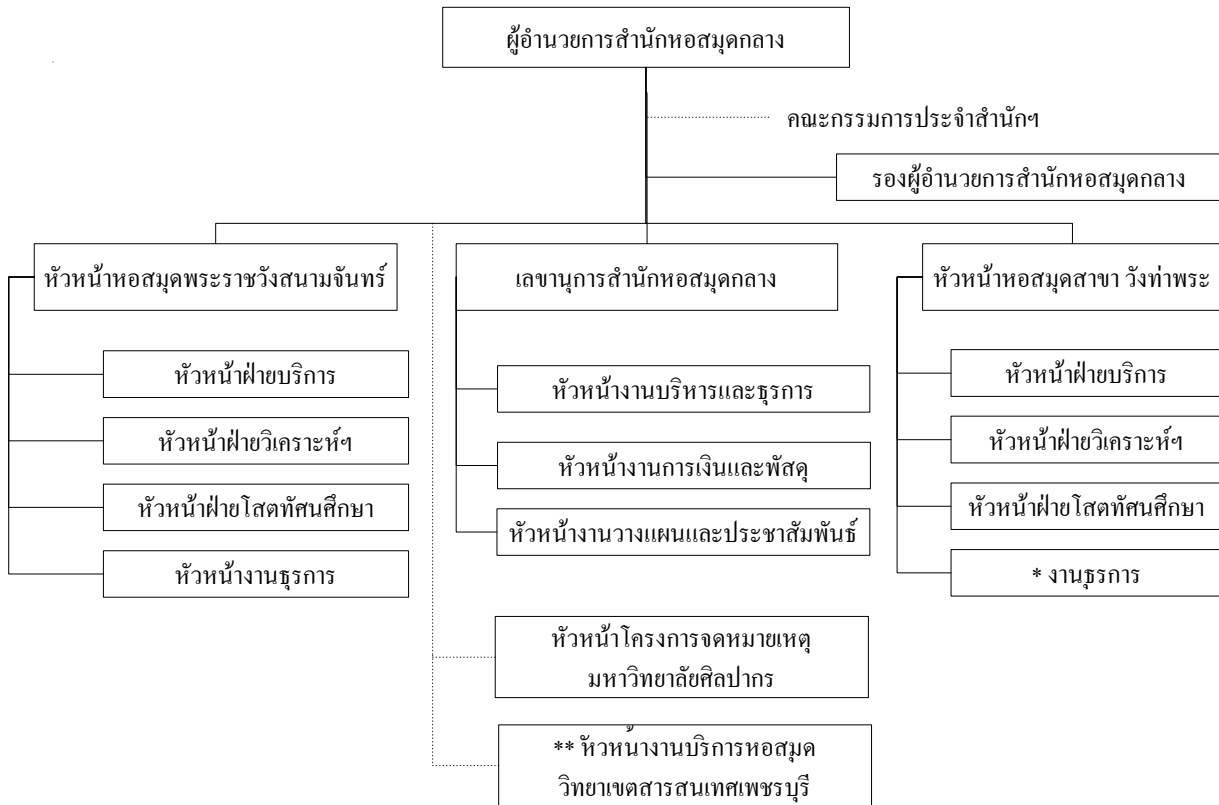 ผู้อำนวยการสำนักหอสมุดกลาง
คณะกรรมการประจำสำนักฯ
รองผู้อำนวยการสำนักหอสมุดกลาง
หัวหน้าหอสมุดพระราชวังสนามจันทร์
หัวหน้าฝ่ายบริการ
หัวหน้าฝ่ายวิเคราะห์ฯ
หัวหน้าฝ่ายโสตทัศนศึกษา
หัวหน้างานธุรการ
เลขานุการสำนักหอสมุดกลาง
หัวหน้างานบริหารและธุรการ
หัวหน้างานการเงินและพัสดุ
หัวหน้างานวางแผนและประชาสัมพันธ์
หัวหน้าหอสมุดสาขา วังท่าพระ
หัวหน้าฝ่ายบริการ
หัวหน้าฝ่ายวิเคราะห์ฯ
หัวหน้าฝ่ายโสตทัศนศึกษา
* งานธุรการ
หัวหน้าโครงการจดหมายเหตุ
มหาวิทยาลัยศิลปากร
** หัวหน้างานบริการหอสมุด
วิทยาเขตสารสนเทศเพชรบุรี